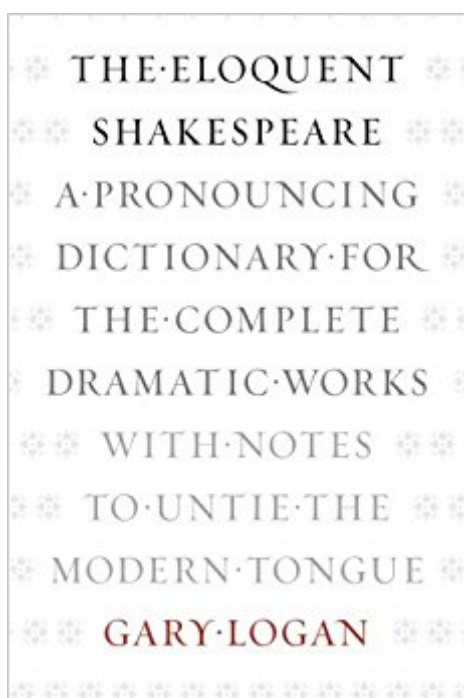 THE·ELOQUENT
SHAKESPEARE
A·PRONOUNCING
DICTIONARY·FOR
THE·COMPLETE
DRAMATIC·WORKS
WITH·NOTES
TO·UNTIE·THE
MODERN·TONGUE
GARY·LOGAN